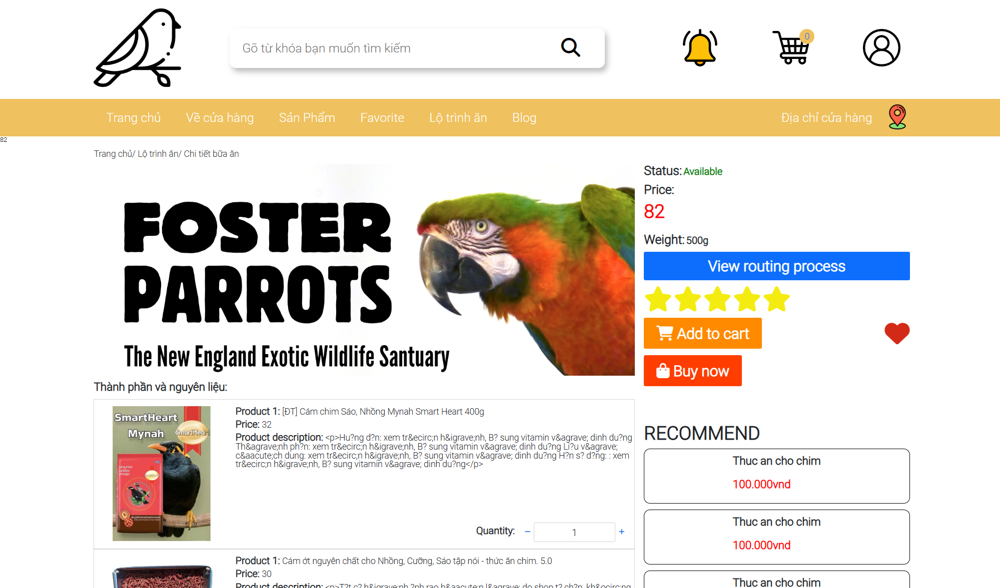 Gõ từ khóa bạn muốn tìm kiếm
0
Trang chủ
Về cửa hàng
Sản Phẩm
Favorite
Lộ trình ăn
Blog
Địa chỉ cửa hàng
82
Trang chủ/ Lộ trình ăn/ Chi tiết bữa ăn
FOSTER
PARROTS
The New England Exotic Wildlife Santuary
Status: Available
Price:
82
Weight: 500g
View routing process
Add to cart
Buy now
Thành phần và nguyên liệu:
SmartHeart
Mynah
SmartHeart
Product 1: [ĐT] Cám chim Sáo, Nhồng Mynah Smart Heart 400g
Price: 32
Product description: <p>Hu?ng d?n: xem tr&ecirc;n h&igrave;nh, B? sung vitamin v&agrave; dinh du?ng
Th&agrave;nh ph?n: xem tr&ecirc;n h&igrave;nh, B? sung vitamin v&agrave; dinh du?ng Li?u v&agrave;
c&aacute;ch dung: xem tr&ecirc;n h&igrave;nh, B? sung vitamin v&agrave; dinh du?ng H?n s? d?ng: : xem
tr&ecirc;n h&igrave;nh, B? sung vitamin v&agrave; dinh du?ng</p>
Quantity: − 1 +
Product 1: Cám ớt nguyên chất cho Nhồng, Cưỡng, Sáo tập nói - thức ăn chim. 5.0
Price: 30
Product description: <p>T?t c? h&igrave;nh ?nh rao b&aacute;n l&agrave; do shop t? ch?p, kh&ocirc;ng
RECOMMEND
Thuc an cho chim
100.000vnd
Thuc an cho chim
100.000vnd
Thuc an cho chim